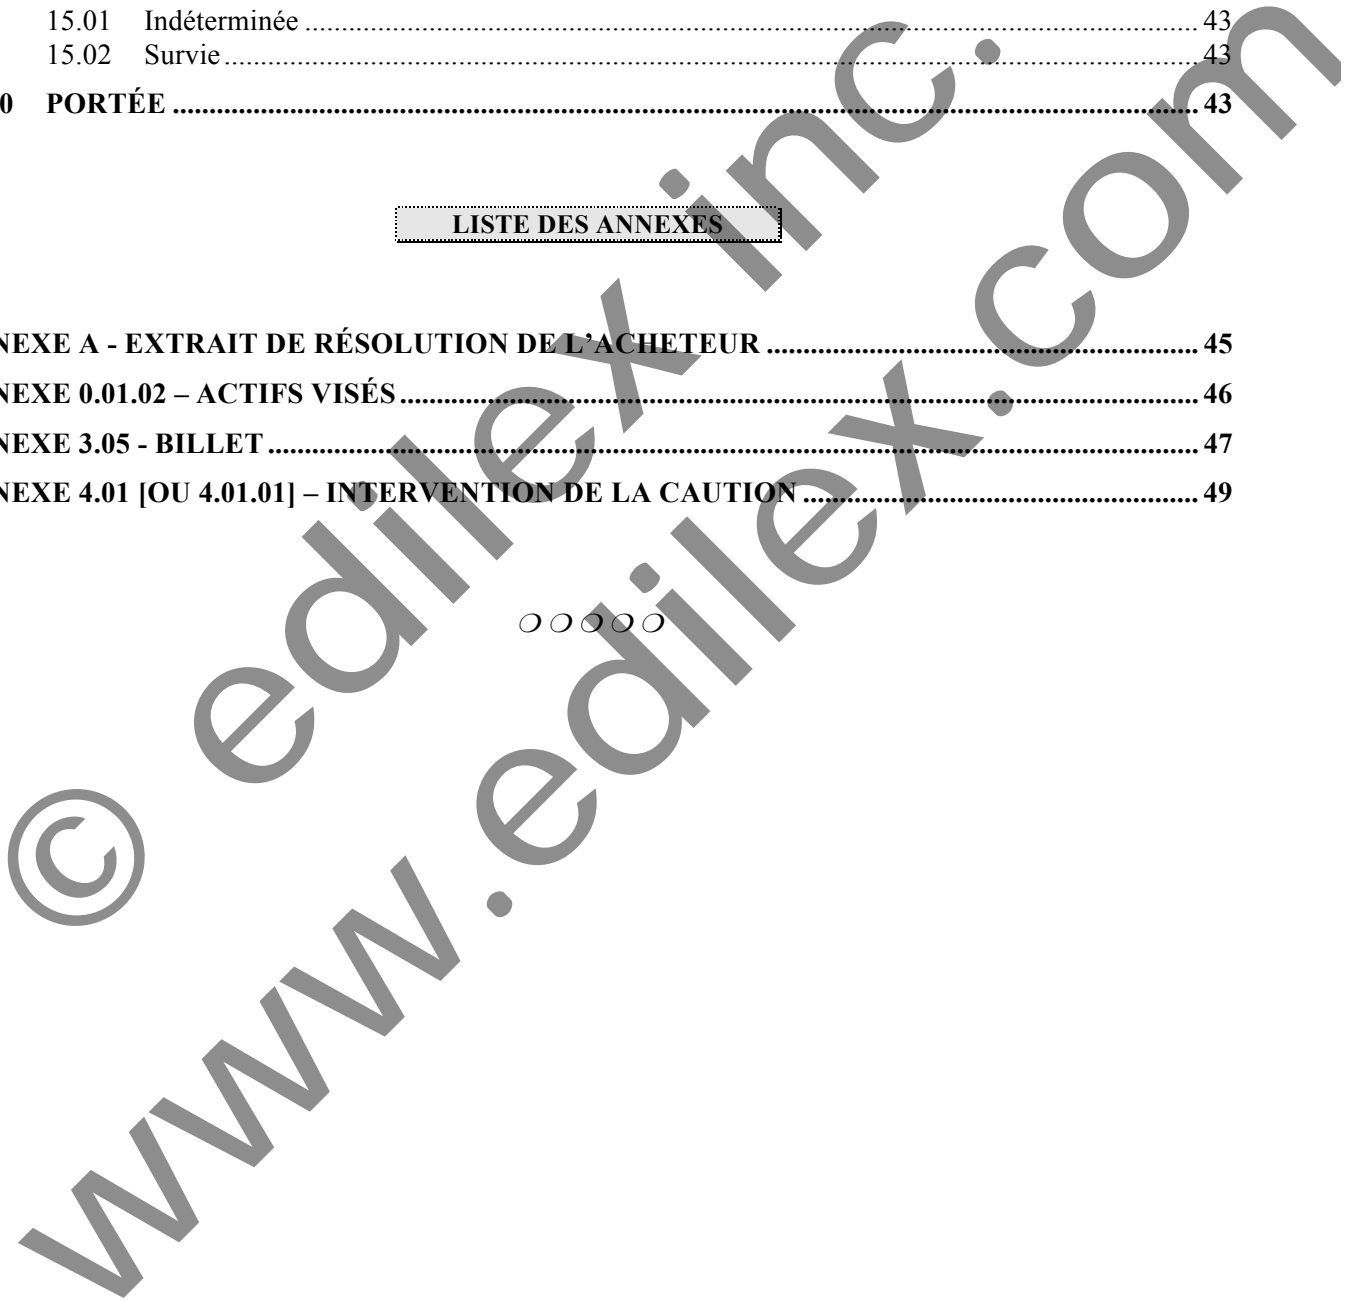 15.01 Indéterminée ........ 43
15.02 Survie ........ 43
0 PORTÉE ........ 43
LISTE DES ANNEXES
NEXE A - EXTRAIT DE RÉSOLUTION DE L’ACHETEUR ........ 45
NEXE 0.01.02 – ACTIFS VISÉS ........ 46
NEXE 3.05 - BILLET ........ 47
NEXE 4.01 [OU 4.01.01] – INTERVENTION DE LA CAUTION ........ 49
❍❍❍❍❍
© edilex inc.
www.edilex.com